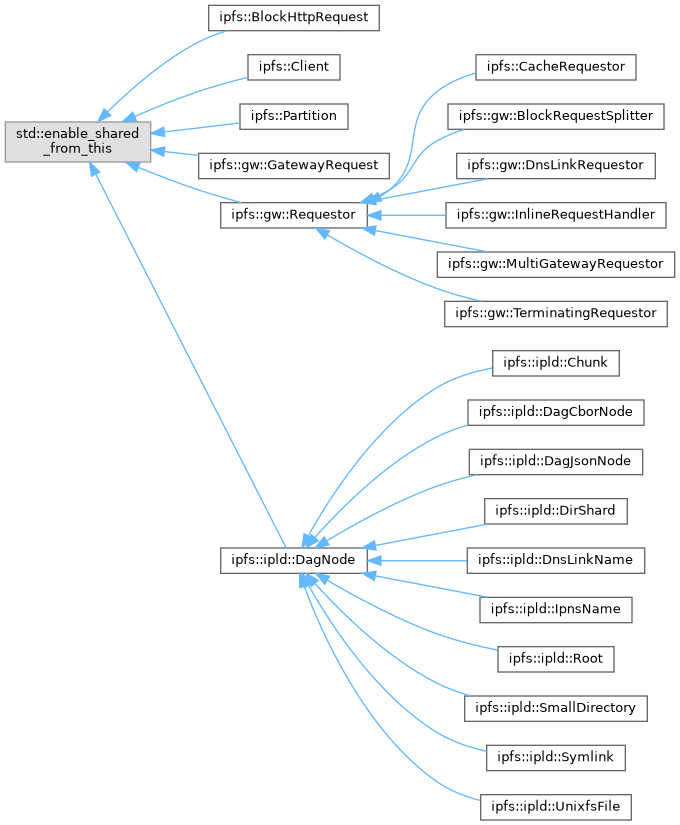 ipfs::BlockHttpRequest
ipfs::Client
ipfs::Partition
ipfs::gw::GatewayRequest
std::enable_shared
_from_this
ipfs::gw::Requestor
ipfs::CacheRequestor
ipfs::gw::BlockRequestSplitter
ipfs::gw::DnsLinkRequestor
ipfs::gw::InlineRequestHandler
ipfs::gw::MultiGatewayRequestor
ipfs::gw::TerminatingRequestor
ipfs::ipld::DagNode
ipfs::ipld::Chunk
ipfs::ipld::DagCborNode
ipfs::ipld::DagJsonNode
ipfs::ipld::DirShard
ipfs::ipld::DnsLinkName
ipfs::ipld::IpnsName
ipfs::ipld::Root
ipfs::ipld::SmallDirectory
ipfs::ipld::Symlink
ipfs::ipld::UnixfsFile